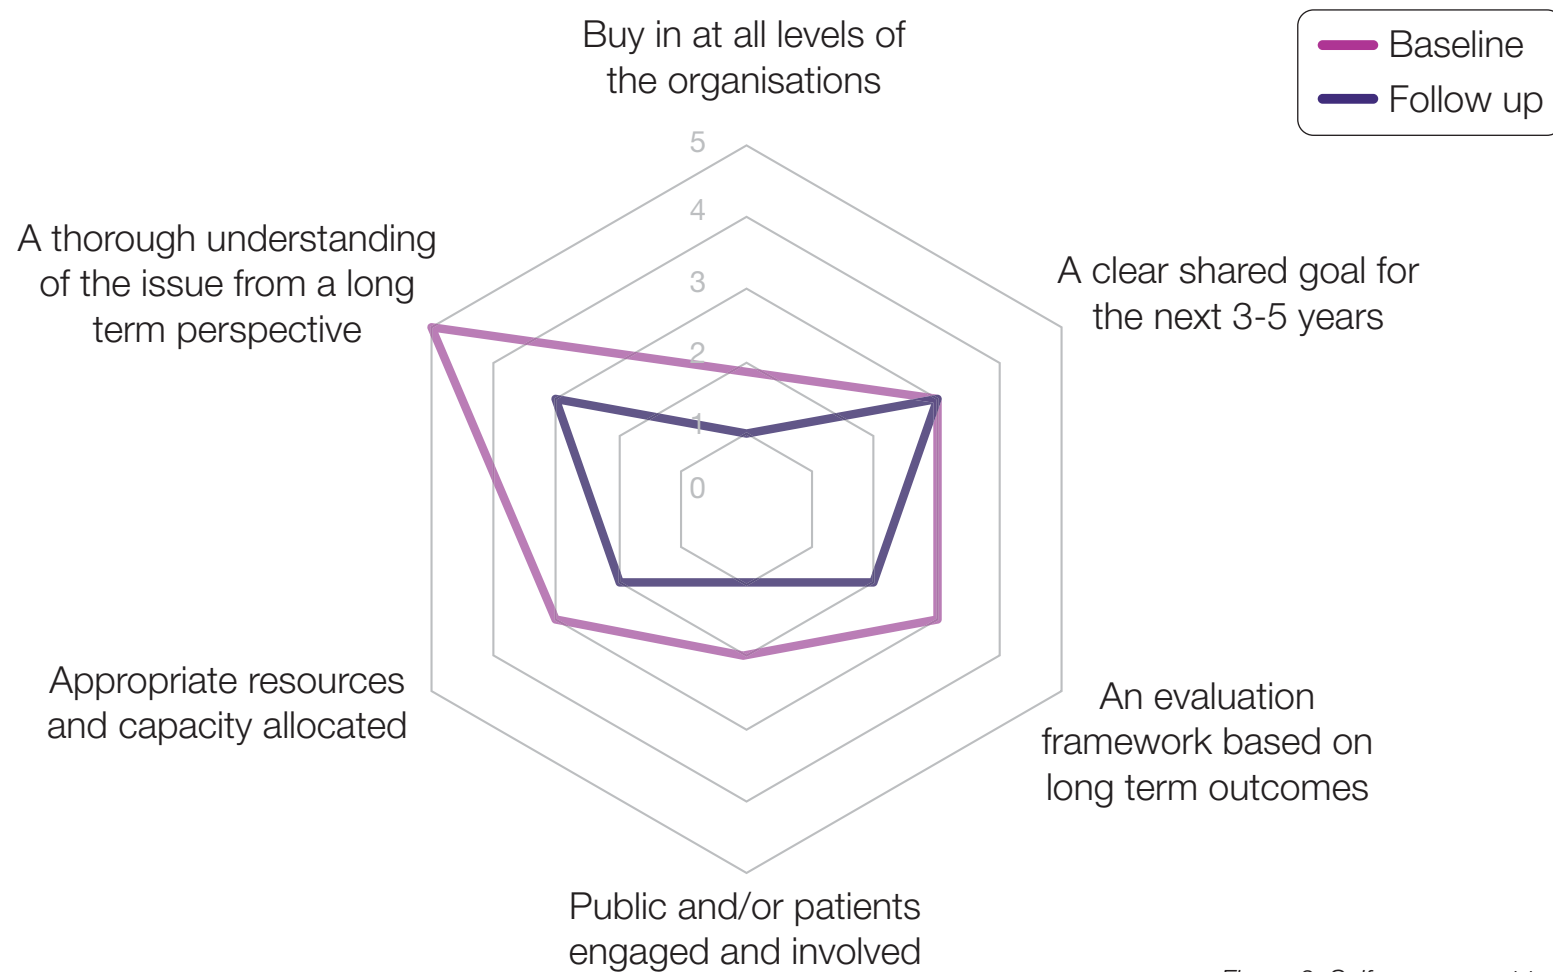 Buy in at all levels of
the organisations
Baseline
Follow up
5
4
3
2
1
0
A thorough understanding
of the issue from a long
term perspective
A clear shared goal for
the next 3-5 years
Appropriate resources
and capacity allocated
An evaluation
framework based on
long term outcomes
Public and/or patients
engaged and involved